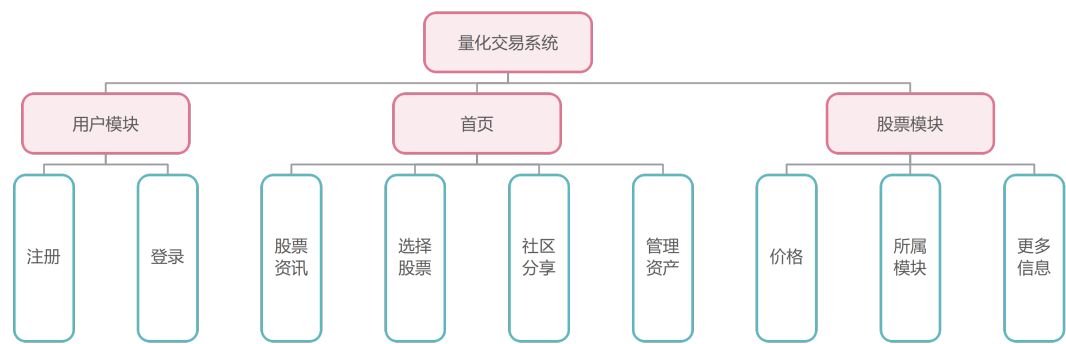 量化交易系统
用户模块
首页
股票模块
注册
登录
股票
资讯
选择
股票
社区
分享
管理
资产
价格
所属
模块
更多
信息